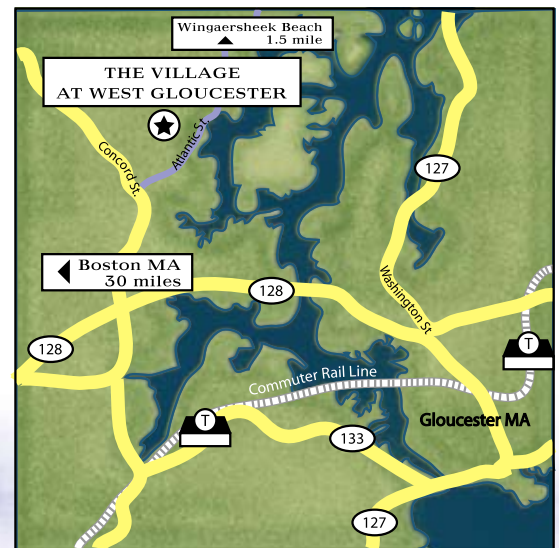 Wingaersheek Beach
1.5 mile
THE VILLAGE
AT WEST GLOUCESTER
Atlantic St.
Concord St.
127
Boston MA
30 miles
128
Washington St
128
T
Commuter Rail Line
T
Gloucester MA
133
127